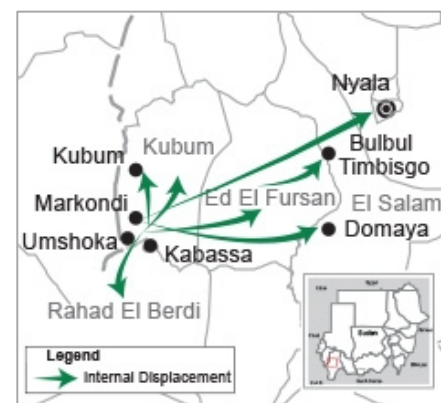 Nyala
Kubum
Kubum
Bulbul
Timbisgo
Markondi
Ed El Fursan
El Salam
Umshoka
Kabassa
Domaya
Rahad El Berdi
Legend
Internal Displacement
Sudan